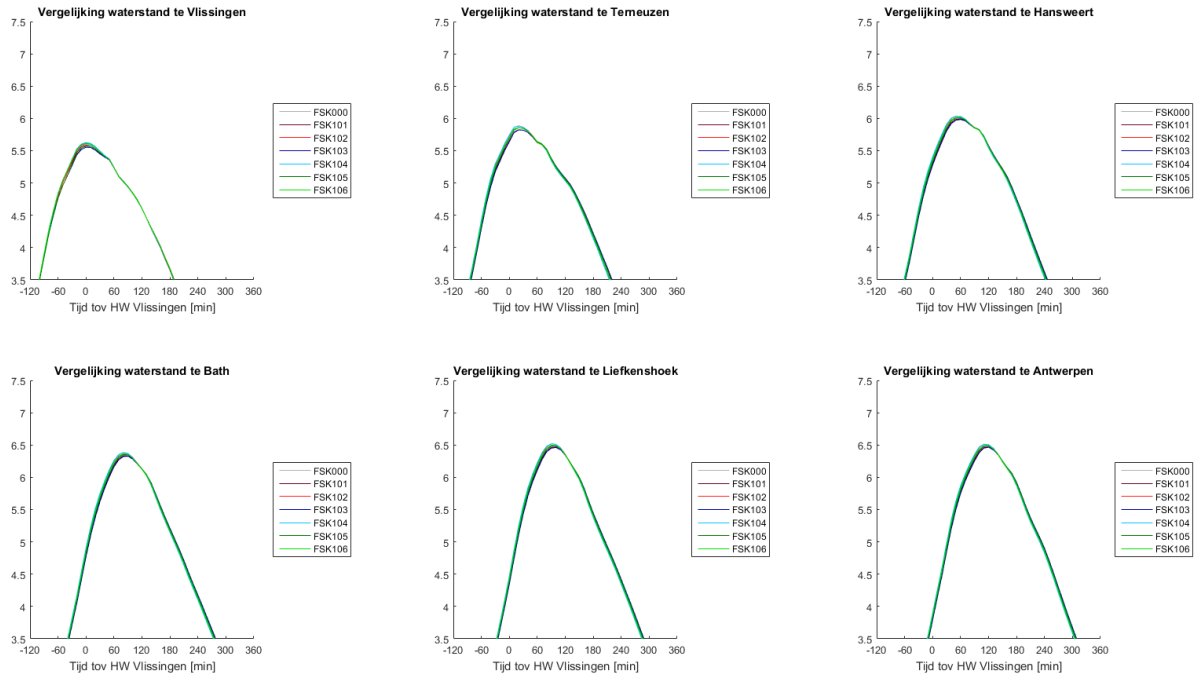 Vergelijking waterstand te Vlissingen
7.5
7
6.5
6
5.5
5
4.5
4
3.5
-120 -60 0 60 120 180 240 300 360
Tijd tov HW Vlissingen [min]
FSK000
FSK101
FSK102
FSK103
FSK104
FSK105
FSK106
Vergelijking waterstand te Terneuzen
7.5
7
6.5
6
5.5
5
4.5
4
3.5
-120 -60 0 60 120 180 240 300 360
Tijd tov HW Vlissingen [min]
FSK000
FSK101
FSK102
FSK103
FSK104
FSK105
FSK106
Vergelijking waterstand te Hansweert
7.5
7
6.5
6
5.5
5
4.5
4
3.5
-120 -60 0 60 120 180 240 300 360
Tijd tov HW Vlissingen [min]
FSK000
FSK101
FSK102
FSK103
FSK104
FSK105
FSK106
Vergelijking waterstand te Bath
7.5
7
6.5
6
5.5
5
4.5
4
3.5
-120 -60 0 60 120 180 240 300 360
Tijd tov HW Vlissingen [min]
FSK000
FSK101
FSK102
FSK103
FSK104
FSK105
FSK106
Vergelijking waterstand te Liefkenshoek
7.5
7
6.5
6
5.5
5
4.5
4
3.5
-120 -60 0 60 120 180 240 300 360
Tijd tov HW Vlissingen [min]
FSK000
FSK101
FSK102
FSK103
FSK104
FSK105
FSK106
Vergelijking waterstand te Antwerpen
7.5
7
6.5
6
5.5
5
4.5
4
3.5
-120 -60 0 60 120 180 240 300 360
Tijd tov HW Vlissingen [min]
FSK000
FSK101
FSK102
FSK103
FSK104
FSK105
FSK106